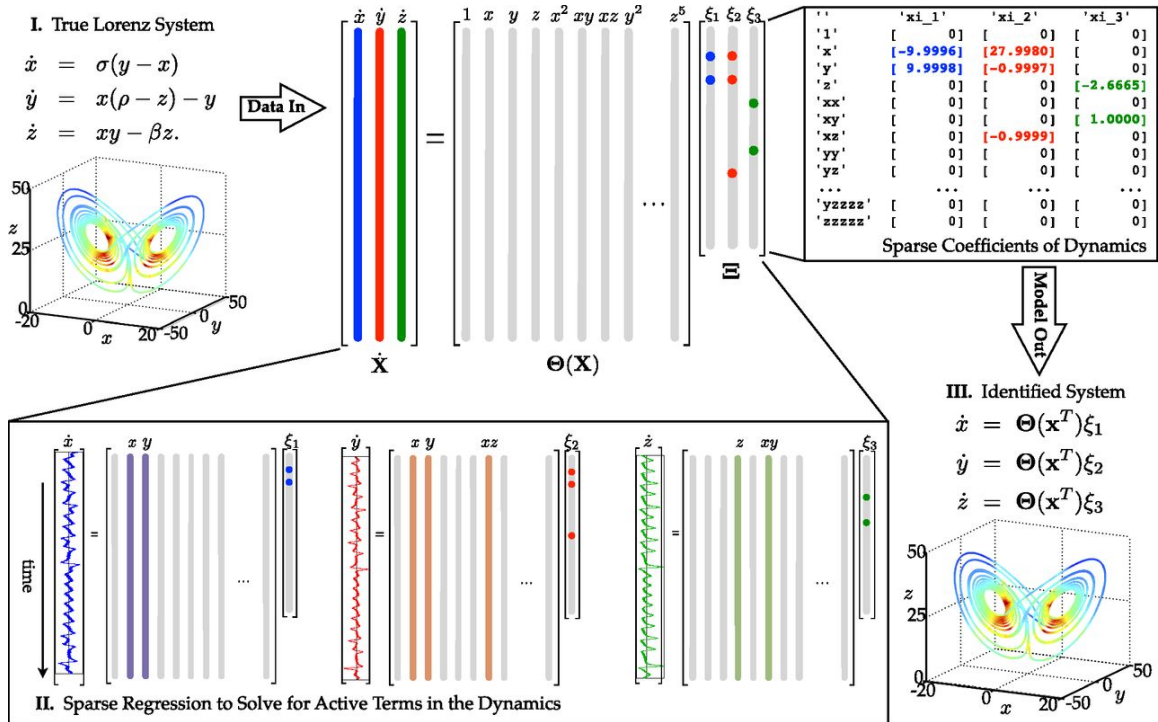 I. True Lorenz System
ẋ = σ(y − x)
ẏ = x(ρ − z) − y
ż = xy − βz.
Data In
50
z
25
0
-20
0
x
20
-50
0
y
50
ẋ ẏ ż
Ẋ
=
1 x y z x² xy xz y² z⁵
...
Θ(X)
ξ1 ξ2 ξ3
Ξ
'' 'xi_1' 'xi_2' 'xi_3'
'1' [ 0] [ 0] [ 0]
'x' [-9.9996] [27.9980] [ 0]
'y' [ 9.9998] [-0.9997] [ 0]
'z' [ 0] [ 0] [-2.6665]
'xx' [ 0] [ 0] [ 0]
'xy' [ 0] [ 0] [ 1.0000]
'xz' [ 0] [-0.9999] [ 0]
'yy' [ 0] [ 0] [ 0]
'yz' [ 0] [ 0] [ 0]
... ... ... ...
'yzzzz' [ 0] [ 0] [ 0]
'zzzzz' [ 0] [ 0] [ 0]
Sparse Coefficients of Dynamics
Model Out
III. Identified System
ẋ = Θ(xᵀ)ξ1
ẏ = Θ(xᵀ)ξ2
ż = Θ(xᵀ)ξ3
50
z
25
0
-20
0
x
20
-50
0
y
50
time
ẋ = x y ... ξ1
ẏ = x y xz ... ξ2
ż = z xy ... ξ3
II. Sparse Regression to Solve for Active Terms in the Dynamics